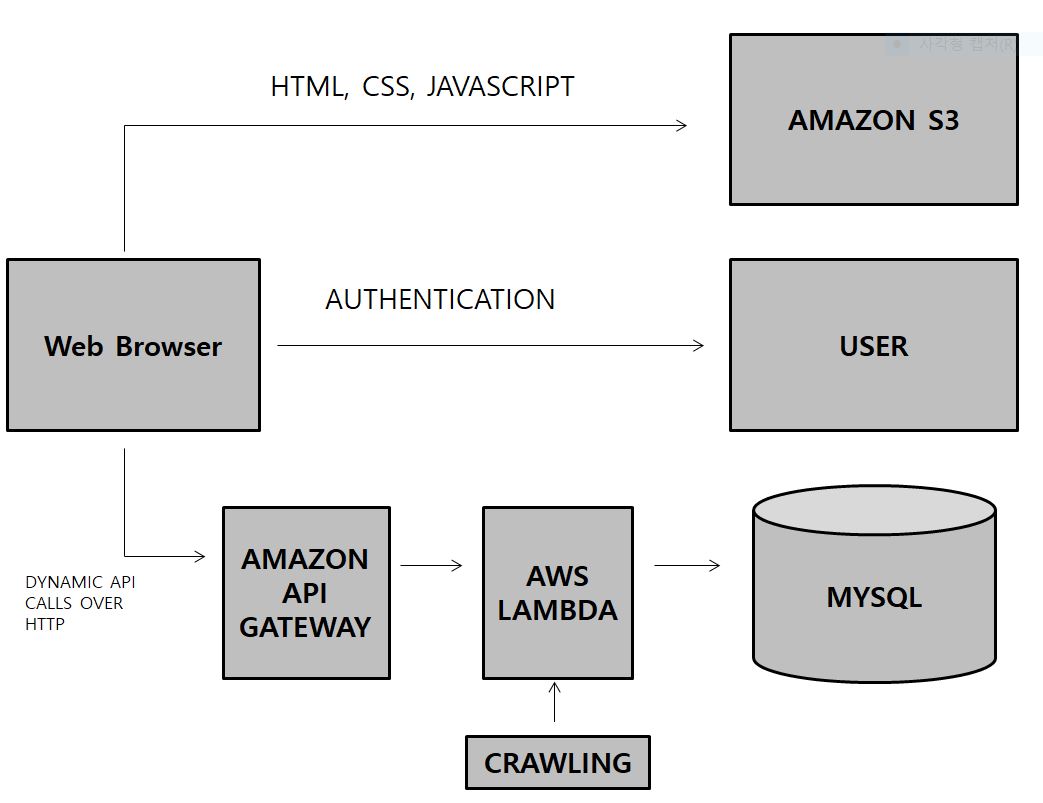 사각형 캡처(R)
HTML, CSS, JAVASCRIPT
AMAZON S3
AUTHENTICATION
Web Browser
USER
DYNAMIC API
CALLS OVER
HTTP
AMAZON
API
GATEWAY
AWS
LAMBDA
MYSQL
CRAWLING